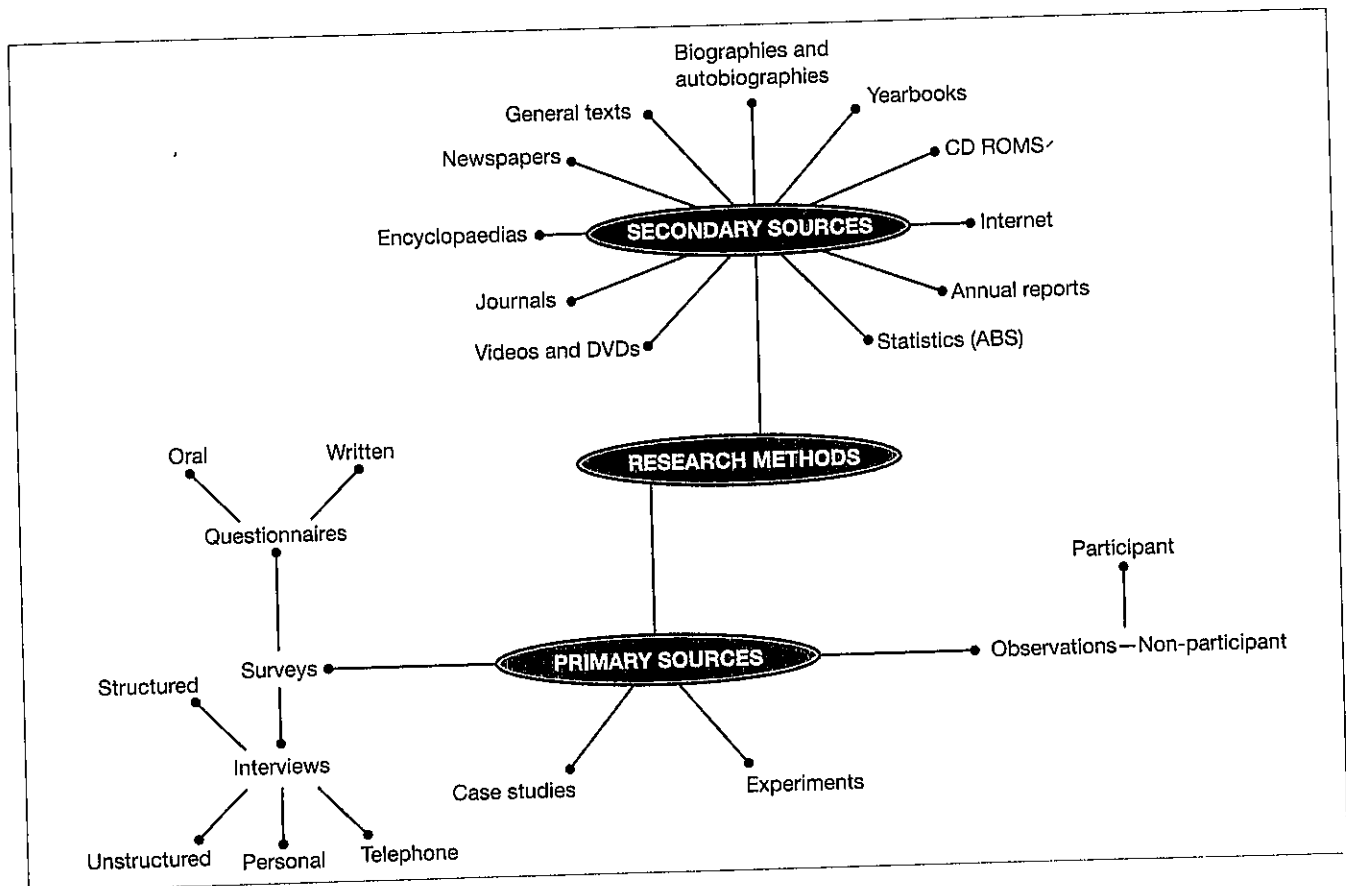 Biographies and
autobiographies
General texts
Yearbooks
Newspapers
CD ROMS
Encyclopaedias
SECONDARY SOURCES
Internet
Journals
Annual reports
Videos and DVDs
Statistics (ABS)
RESEARCH METHODS
Oral
Written
Questionnaires
Participant
Surveys
PRIMARY SOURCES
Observations—Non-participant
Structured
Interviews
Case studies
Experiments
Unstructured
Personal
Telephone